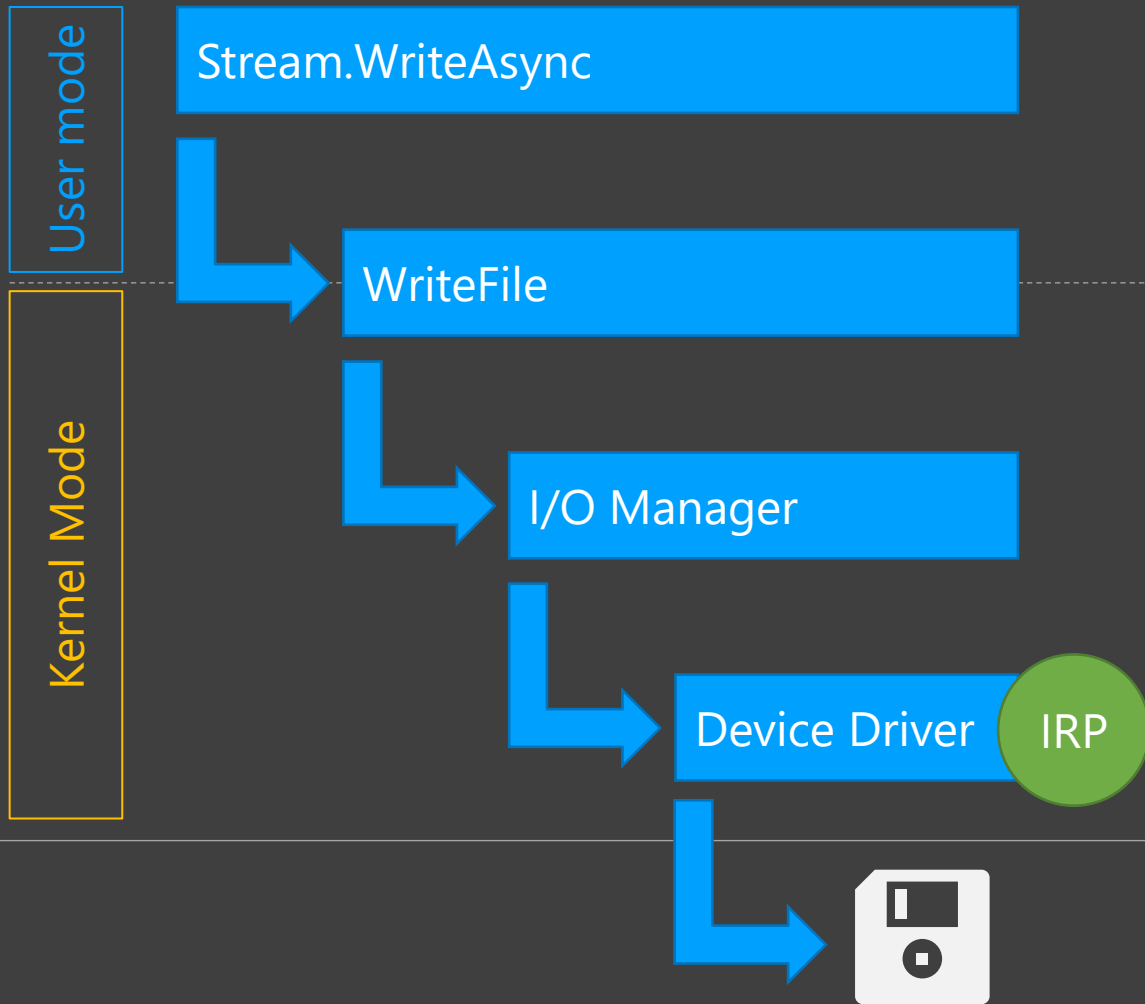 User mode
Stream.WriteAsync
WriteFile
Kernel Mode
I/O Manager
Device Driver
IRP